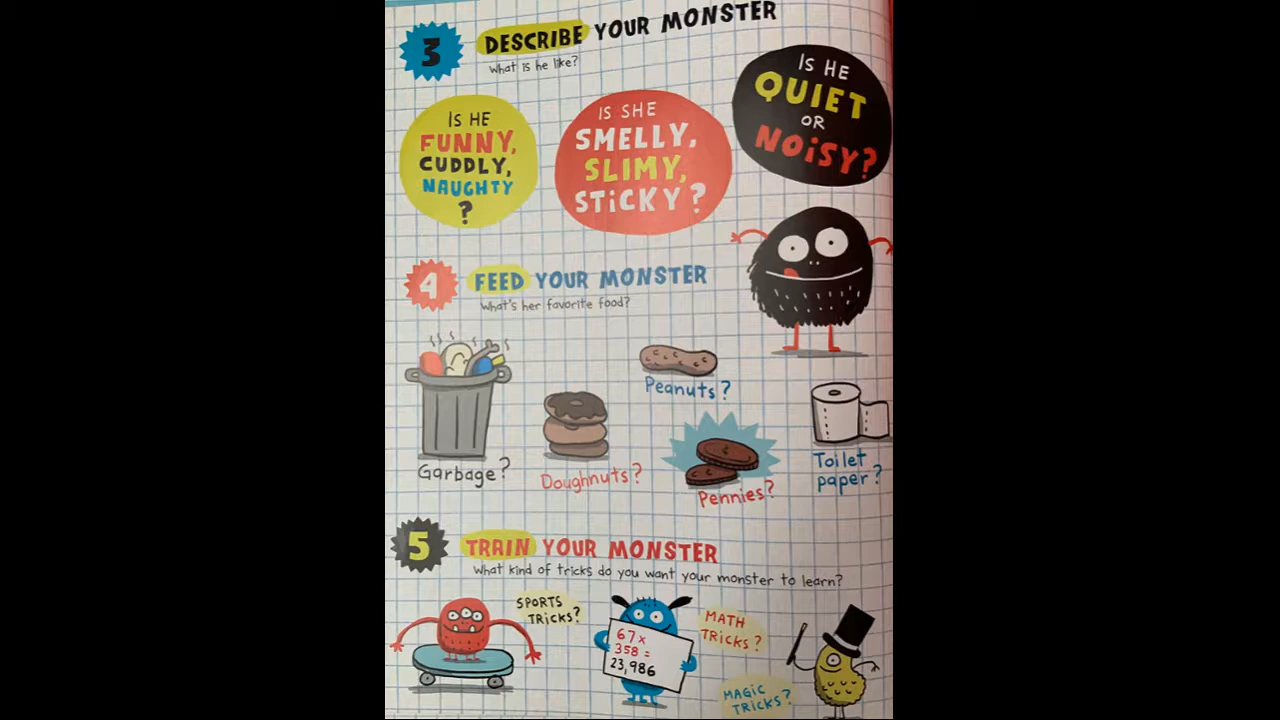 3
DESCRIBE YOUR MONSTER
What is he like?
IS HE
FUNNY,
CUDDLY,
NAUGHTY
?
IS SHE
SMELLY,
SLIMY,
STICKY?
IS HE
QUIET
OR
NOISY?
4
FEED YOUR MONSTER
What's her favorite food?
Garbage?
Doughnuts?
Peanuts?
Pennies?
Toilet
paper?
5
TRAIN YOUR MONSTER
What kind of tricks do you want your monster to learn?
SPORTS
TRICKS?
67 x
358 =
23,986
MATH
TRICKS?
MAGIC
TRICKS?